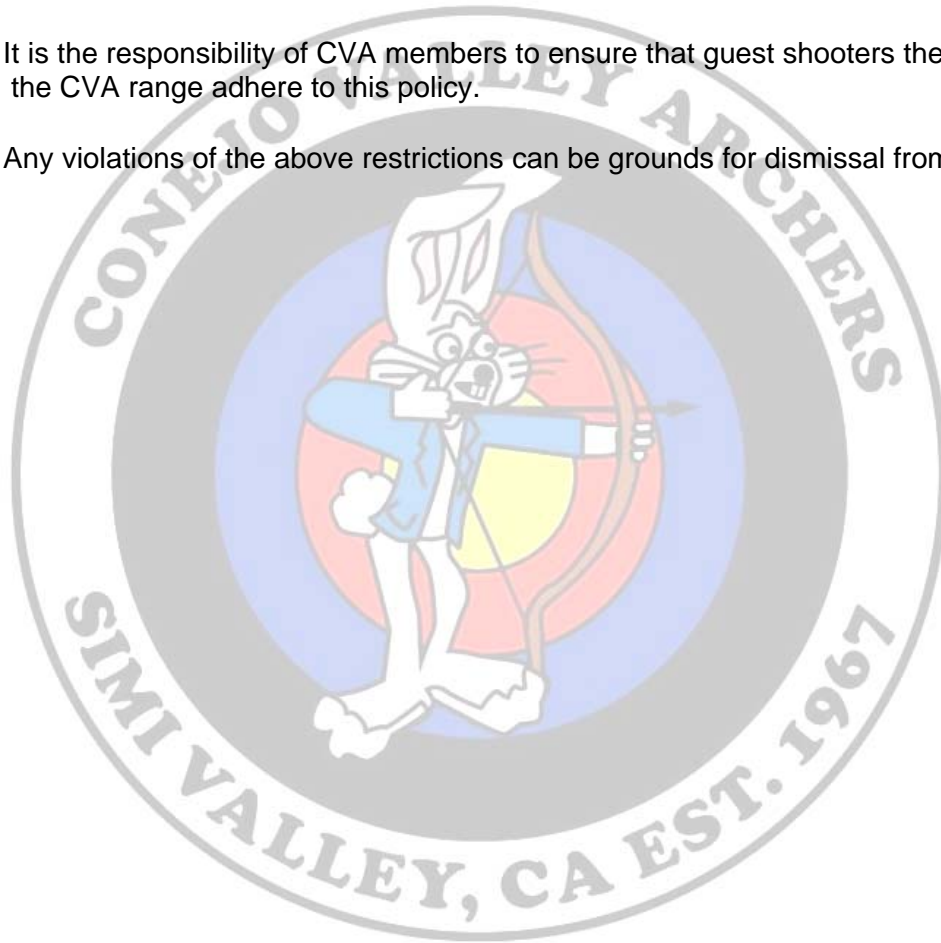 It is the responsibility of CVA members to ensure that guest shooters the
the CVA range adhere to this policy.
Any violations of the above restrictions can be grounds for dismissal from
CONEJO VALLEY ARCHERS
SIMI VALLEY, CA EST. 1967